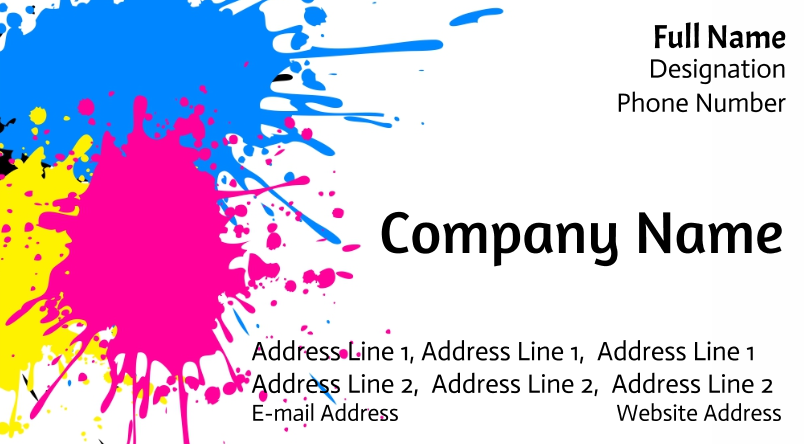 Full Name
Designation
Phone Number
Company Name
Address Line 1, Address Line 1, Address Line 1
Address Line 2, Address Line 2, Address Line 2
E-mail Address Website Address